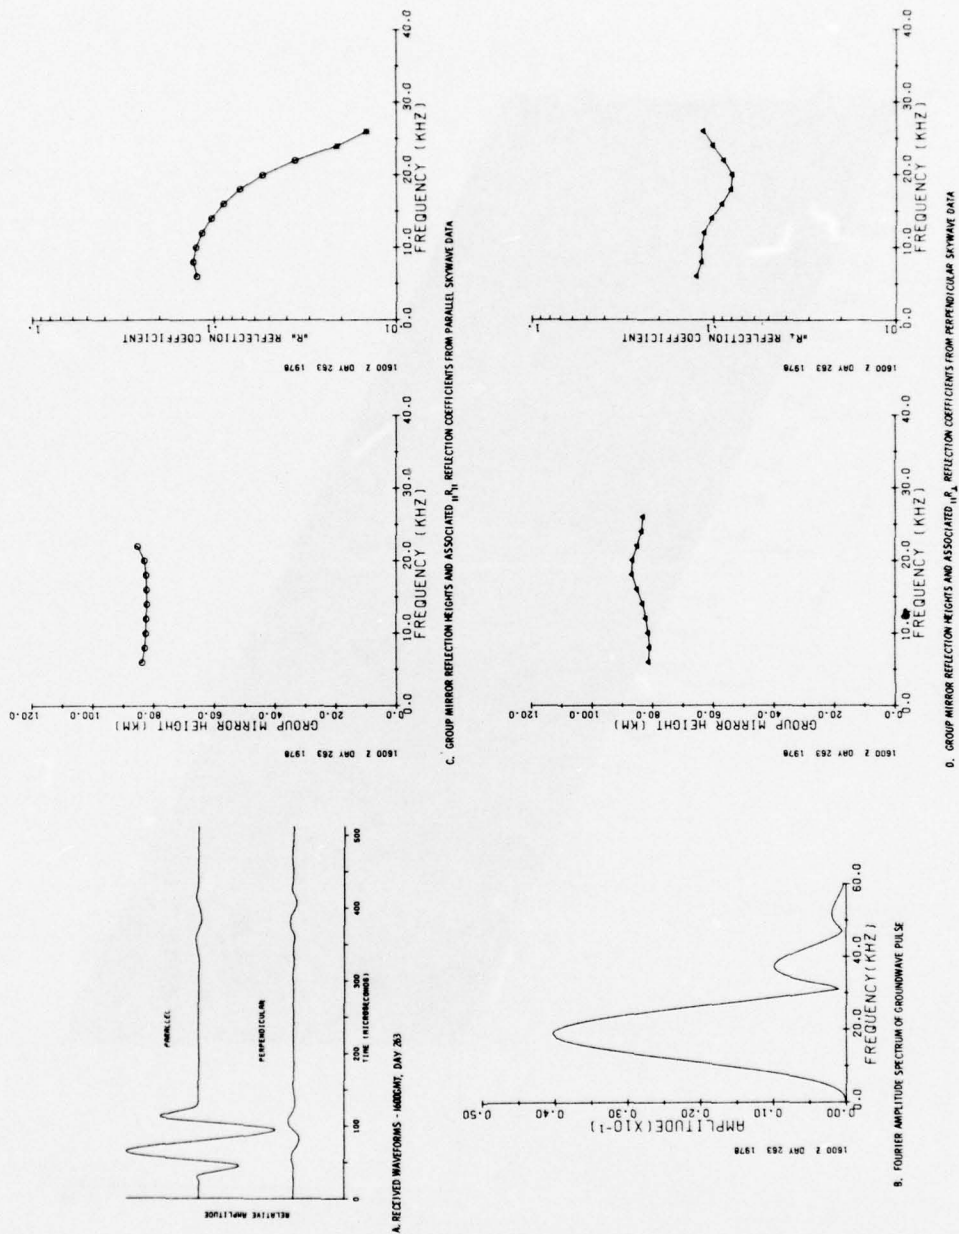 RELATIVE AMPLITUDE
PARALLEL
PERPENDICULAR
0 100 200 300 400 500
TIME (MICROSECONDS)
A. RECEIVED WAVEFORMS - 1600GMT, DAY 263
1600 Z DAY 263 1978
AMPLITUDE(X10⁻¹)
0.50
0.40
0.30
0.20
0.10
0.00
0.0 20.0 40.0 60.0
FREQUENCY(KHZ)
B. FOURIER AMPLITUDE SPECTRUM OF GROUNDWAVE PULSE
1600 Z DAY 263 1978
GROUP MIRROR HEIGHT (KM)
120.0
100.0
80.0
60.0
40.0
20.0
0.0
0.0 10.0 20.0 30.0 40.0
FREQUENCY (KHZ)
1600 Z DAY 263 1978
REFLECTION COEFFICIENT
0.0 10.0 20.0 30.0 40.0
FREQUENCY (KHZ)
C. GROUP MIRROR REFLECTION HEIGHTS AND ASSOCIATED ||R|| REFLECTION COEFFICIENTS FROM PARALLEL SKYWAVE DATA
1600 Z DAY 263 1978
GROUP MIRROR HEIGHT (KM)
120.0
100.0
80.0
60.0
40.0
20.0
0.0
0.0 10.0 20.0 30.0 40.0
FREQUENCY (KHZ)
1600 Z DAY 263 1978
REFLECTION COEFFICIENT
0.0 10.0 20.0 30.0 40.0
FREQUENCY (KHZ)
D. GROUP MIRROR REFLECTION HEIGHTS AND ASSOCIATED ||R⊥ REFLECTION COEFFICIENTS FROM PERPENDICULAR SKYWAVE DATA